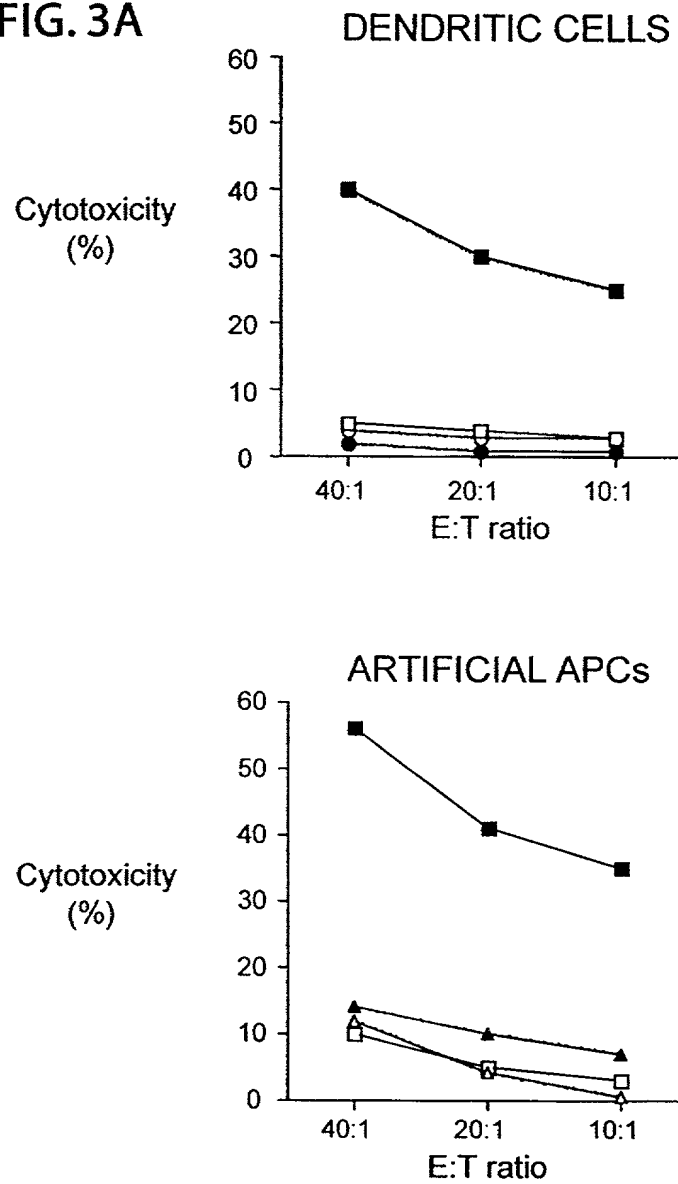 FIG. 3A
DENDRITIC CELLS
60
50
40
30
20
10
0
Cytotoxicity
(%)
40:1 20:1 10:1
E:T ratio
ARTIFICIAL APCs
60
50
40
30
20
10
0
Cytotoxicity
(%)
40:1 20:1 10:1
E:T ratio